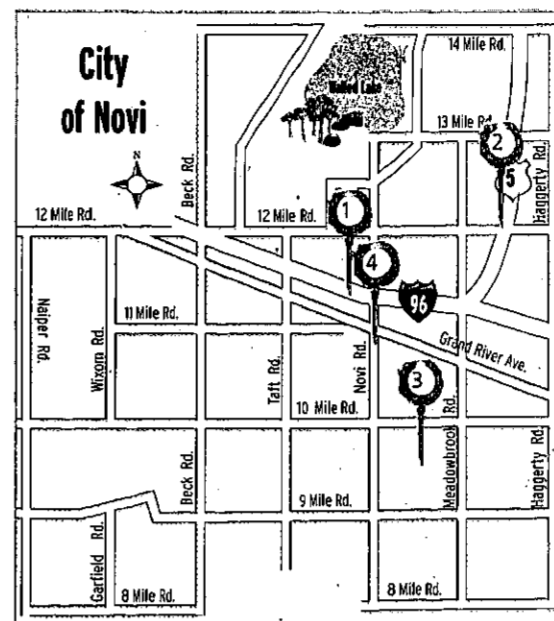 City
of Novi
N
Walled Lake
14 Mile Rd.
13 Mile Rd.
2
5
Haggerty Rd.
Beck Rd.
12 Mile Rd.
12 Mile Rd.
1
4
96
11 Mile Rd.
Grand River Ave.
Naiper Rd.
Wixom Rd.
Taft Rd.
Novi Rd.
3
10 Mile Rd.
Meadowbrook Rd.
Haggerty Rd.
Beck Rd.
9 Mile Rd.
Garfield Rd.
8 Mile Rd.
8 Mile Rd.